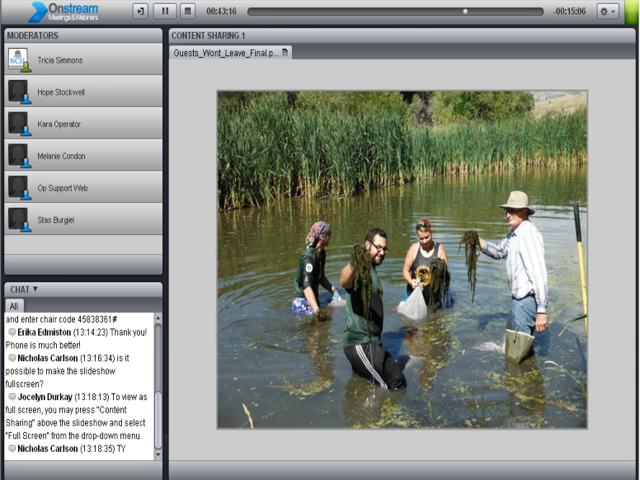 Onstream
Meetings & Webinars
00:43:16
-00:15:06
MODERATORS
Tricia Simmons
Hope Stockwell
Kara Operator
Melanie Condon
Op Support Web
Stas Burgiel
CHAT
All
and enter chair code 45838361#
Erika Edmiston (13:14:23) Thank you!
Phone is much better!
Nicholas Carlson (13:16:34) is it
possible to make the slideshow
fullscreen?
Jocelyn Durkay (13:18:13) To view as
full screen, you may press "Content
Sharing" above the slideshow and select
"Full Screen" from the drop-down menu.
Nicholas Carlson (13:18:35) TY
CONTENT SHARING 1
Guests_Wont_Leave_Final.p...